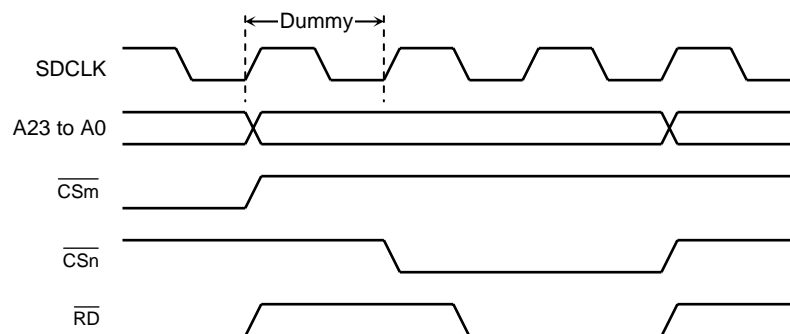 Dummy
SDCLK
A23 to A0
CSm
CSn
RD